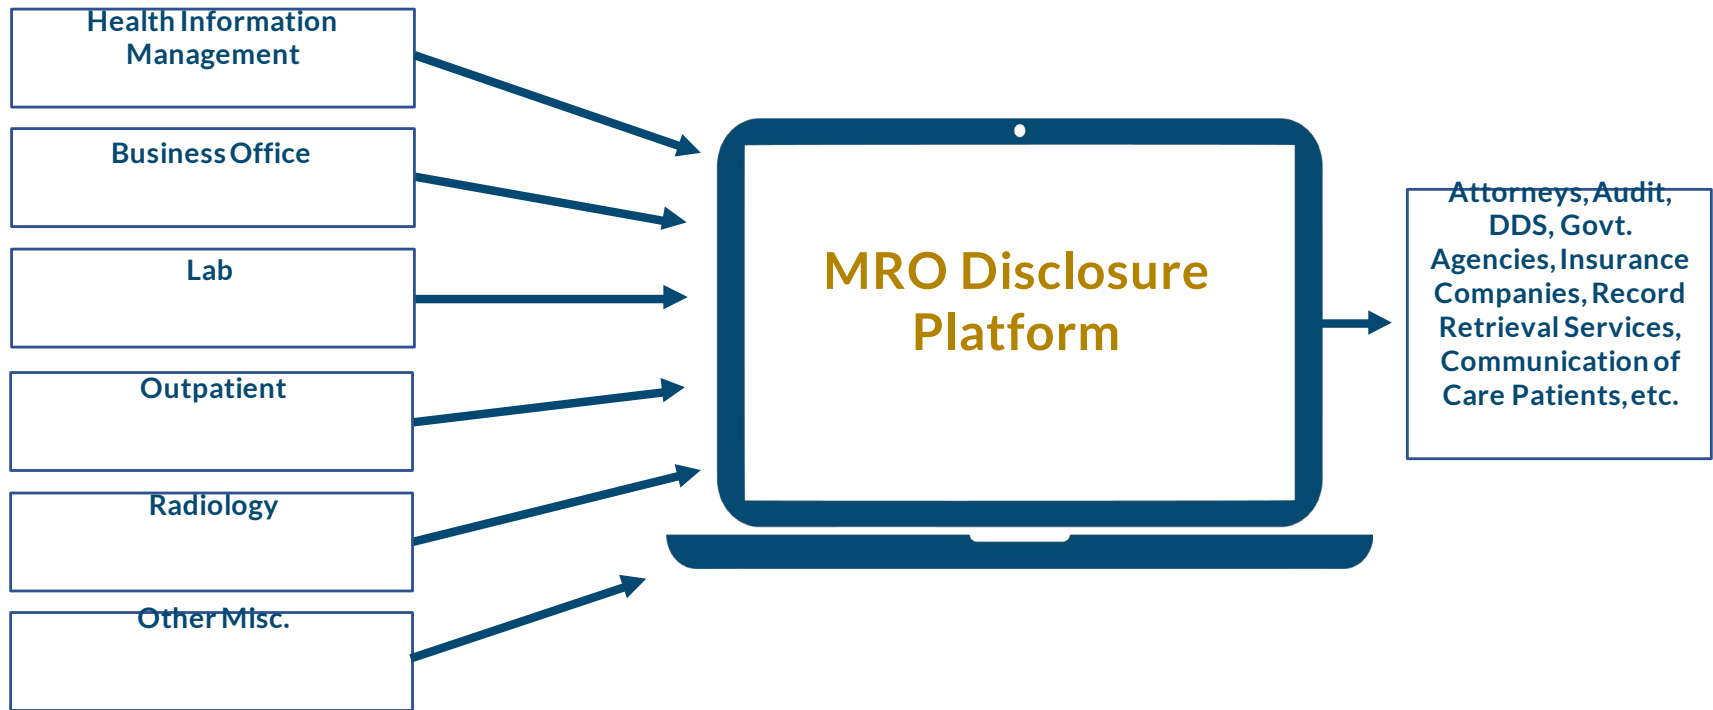 Health Information
Management
Business Office
Lab
Outpatient
Radiology
Other Misc.
MRO Disclosure
Platform
Attorneys, Audit,
DDS, Govt.
Agencies, Insurance
Companies, Record
Retrieval Services,
Communication of
Care Patients, etc.